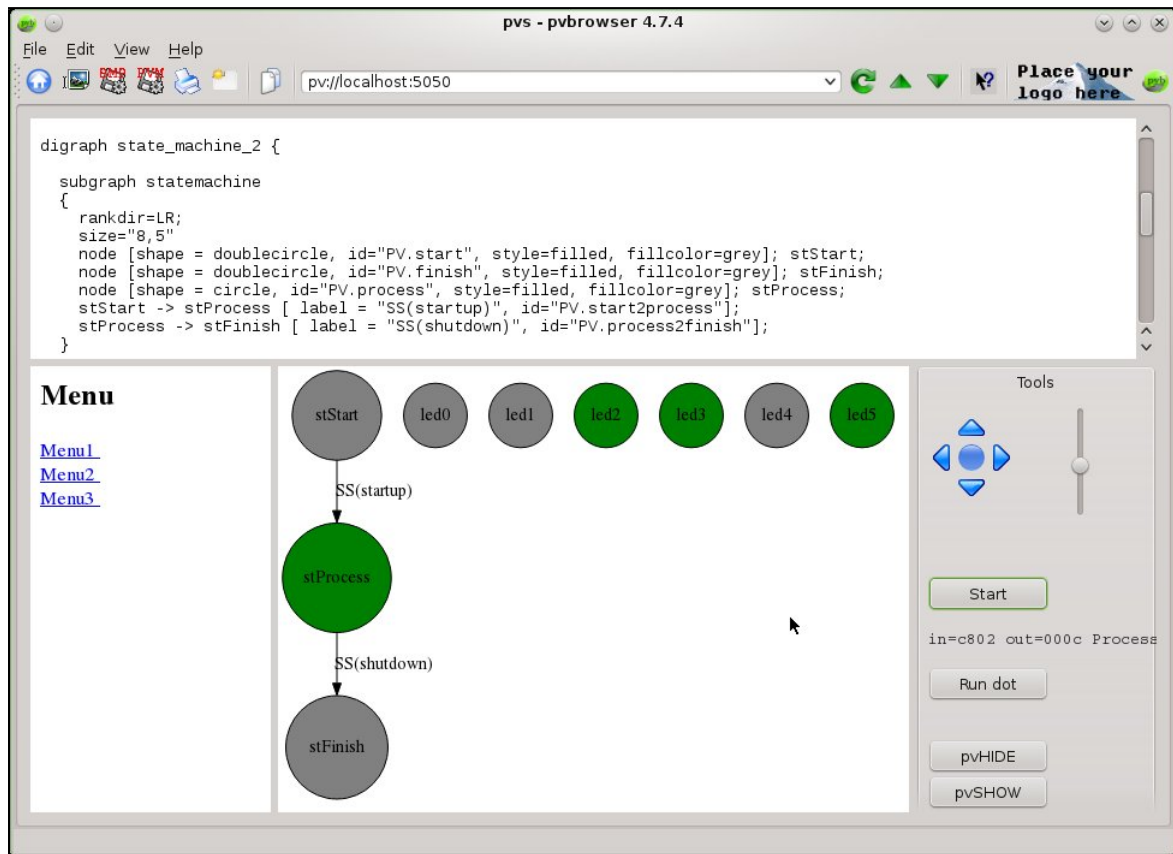 pvs - pvbrowser 4.7.4
File Edit View Help
pv://localhost:5050
Place your
logo here
pvb
digraph state_machine_2 {
subgraph statemachine
{
rankdir=LR;
size="8,5"
node [shape = doublecircle, id="PV.start", style=filled, fillcolor=grey]; stStart;
node [shape = doublecircle, id="PV.finish", style=filled, fillcolor=grey]; stFinish;
node [shape = circle, id="PV.process", style=filled, fillcolor=grey]; stProcess;
stStart -> stProcess [ label = "SS(startup)", id="PV.start2process"];
stProcess -> stFinish [ label = "SS(shutdown)", id="PV.process2finish"];
}
Menu
Menu1
Menu2
Menu3
stStart led0 led1 led2 led3 led4 led5
SS(startup)
stProcess
SS(shutdown)
stFinish
Tools
Start
in=c802 out=000c Process
Run dot
pvHIDE
pvSHOW